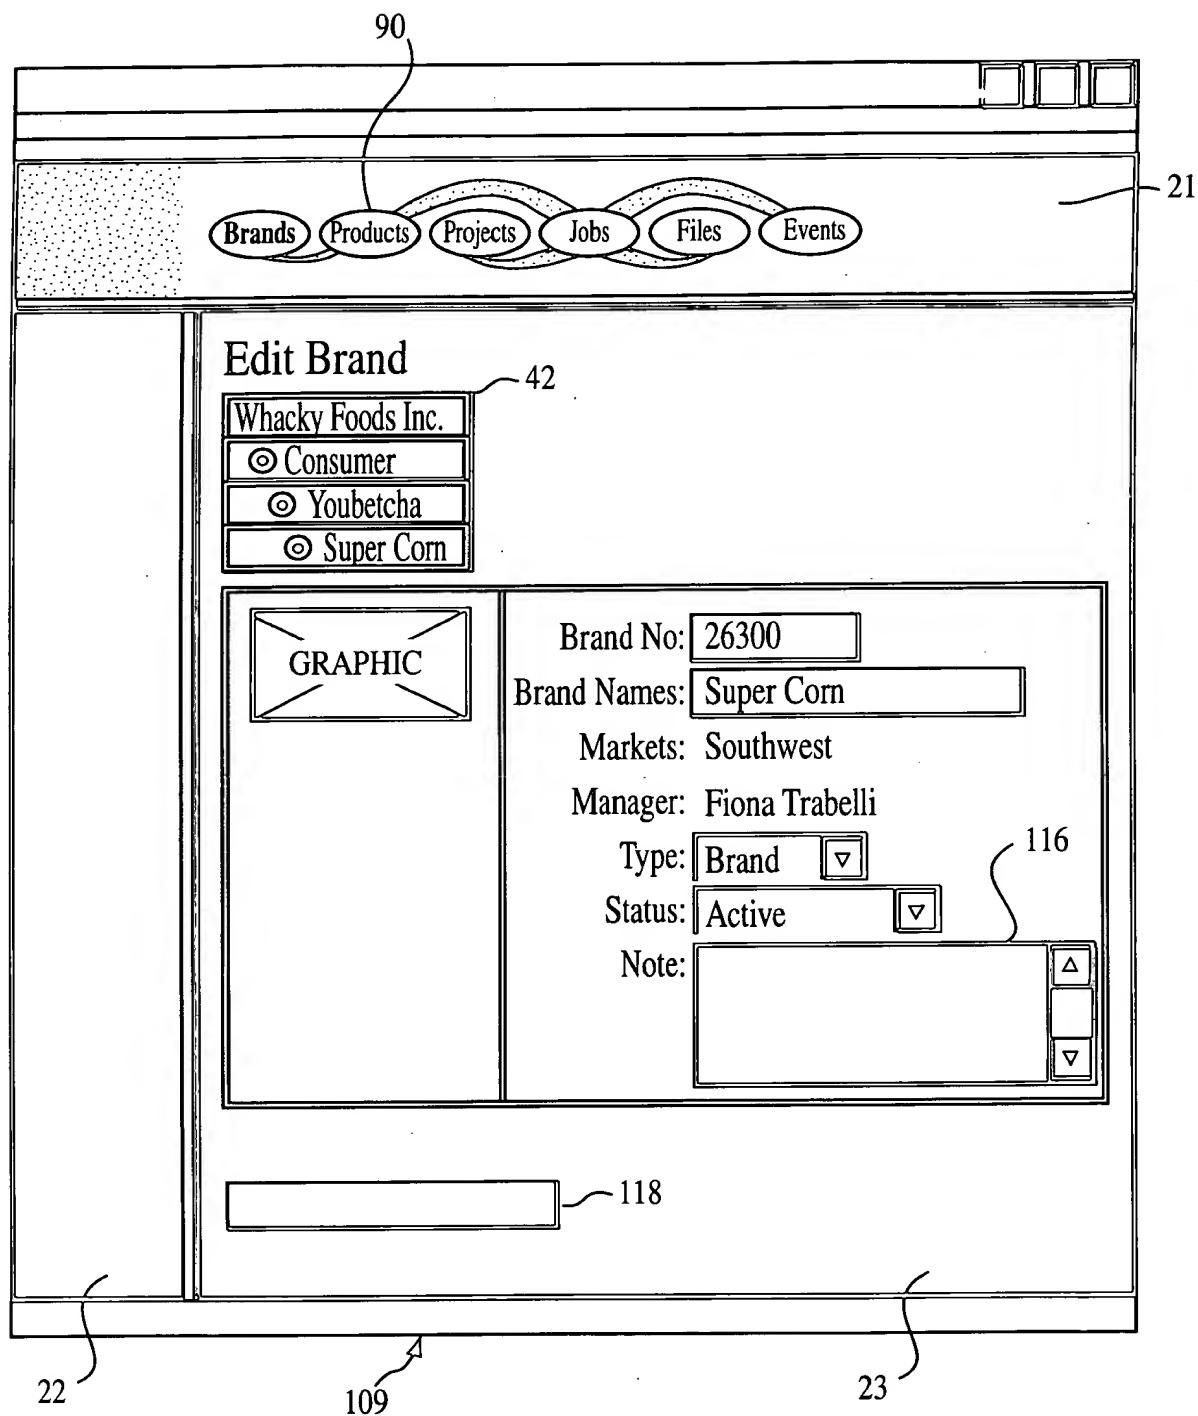 90
21
Brands Products Projects Jobs Files Events
Edit Brand
42
Whacky Foods Inc.
Consumer
Youbetcha
Super Corn
GRAPHIC
Brand No: 26300
Brand Names: Super Corn
Markets: Southwest
Manager: Fiona Trabelli
116
Type: Brand
Status: Active
Note:
118
22
109
23